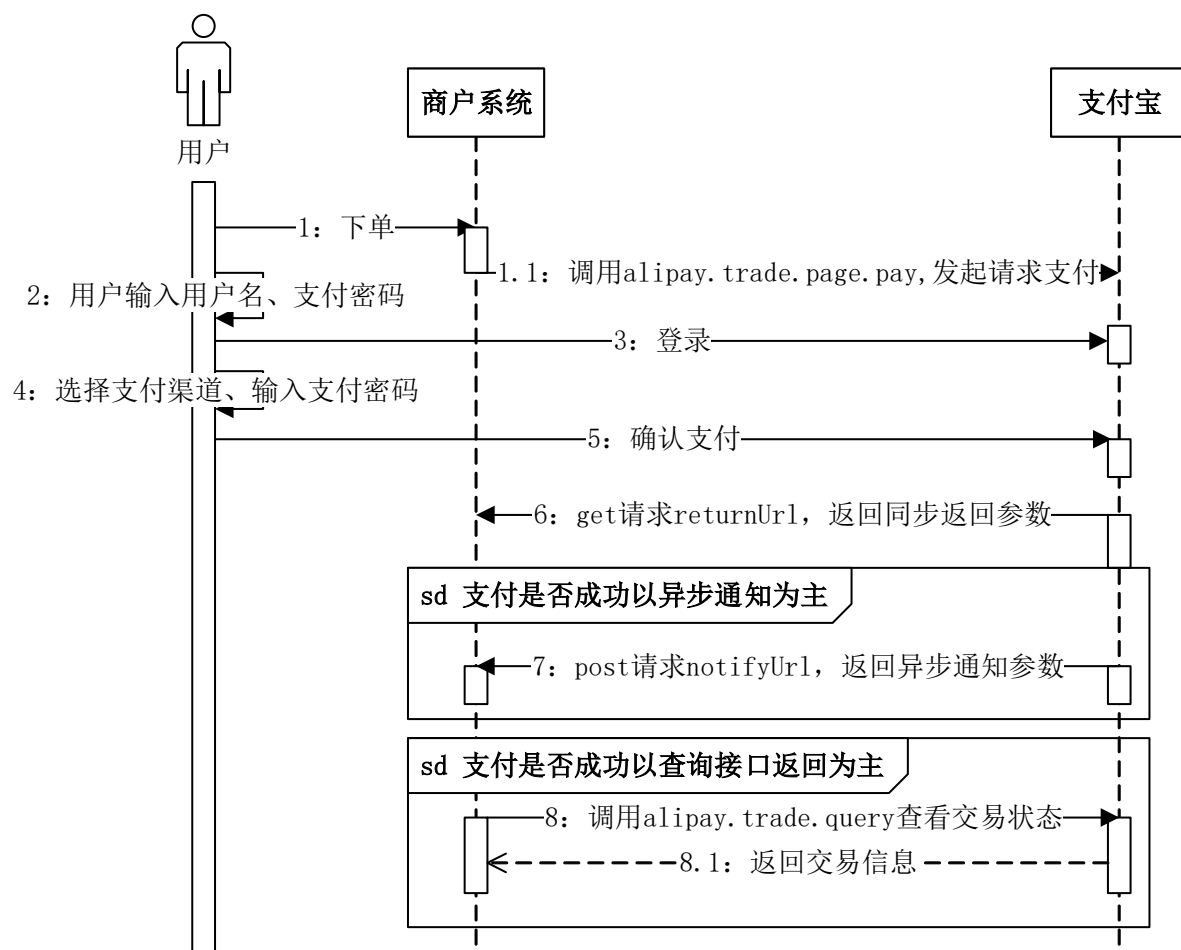 商户系统
支付宝
用户
1：下单
1.1：调用alipay.trade.page.pay,发起请求支付
2：用户输入用户名、支付密码
3：登录
4：选择支付渠道、输入支付密码
5：确认支付
6：get请求returnUrl，返回同步返回参数
sd 支付是否成功以异步通知为主
7：post请求notifyUrl，返回异步通知参数
sd 支付是否成功以查询接口返回为主
8：调用alipay.trade.query查看交易状态
8.1：返回交易信息